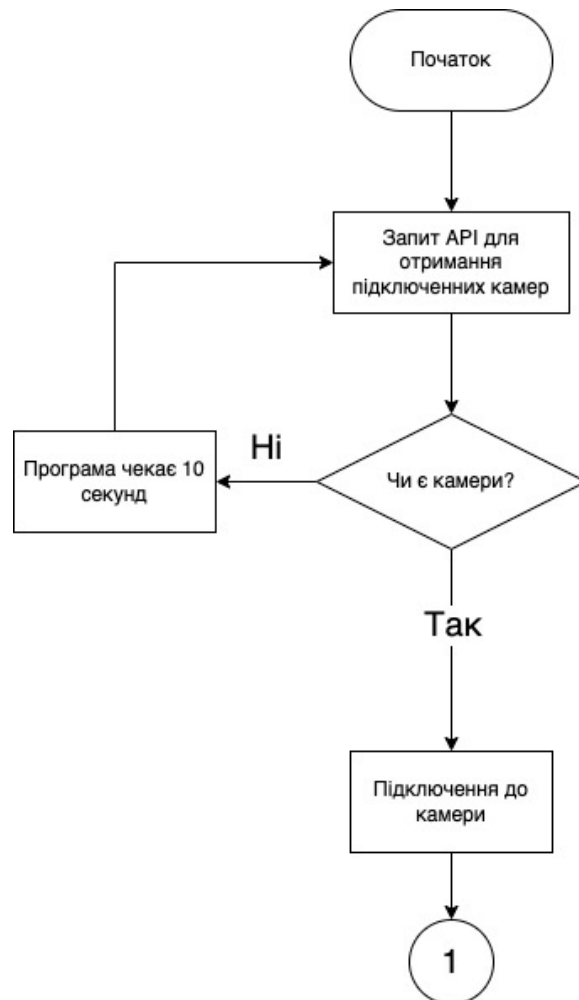 Початок
Запит API для
отримання
підключенних камер
Ні
Програма чекає 10
секунд
Чи є камери?
Так
Підключення до
камери
1